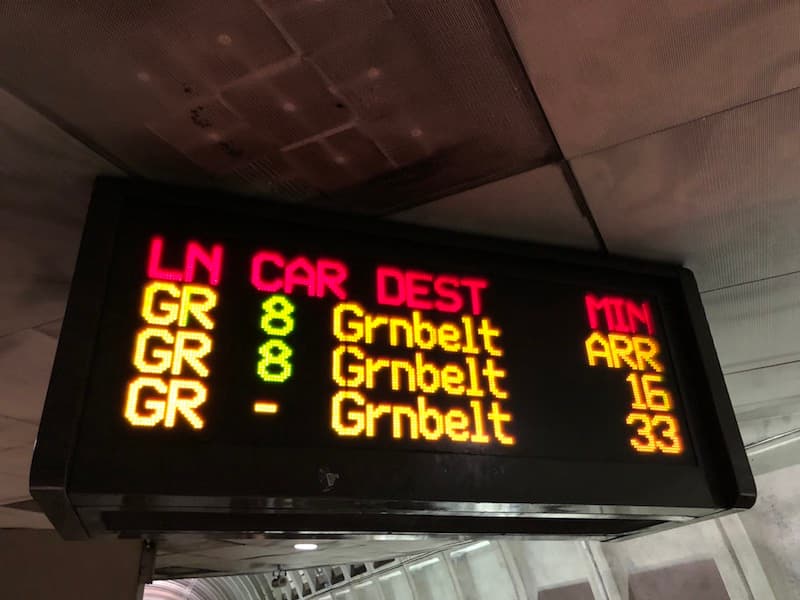 LN CAR DEST MIN
GR 8 Grnbelt ARR
GR 8 Grnbelt 16
GR - Grnbelt 33